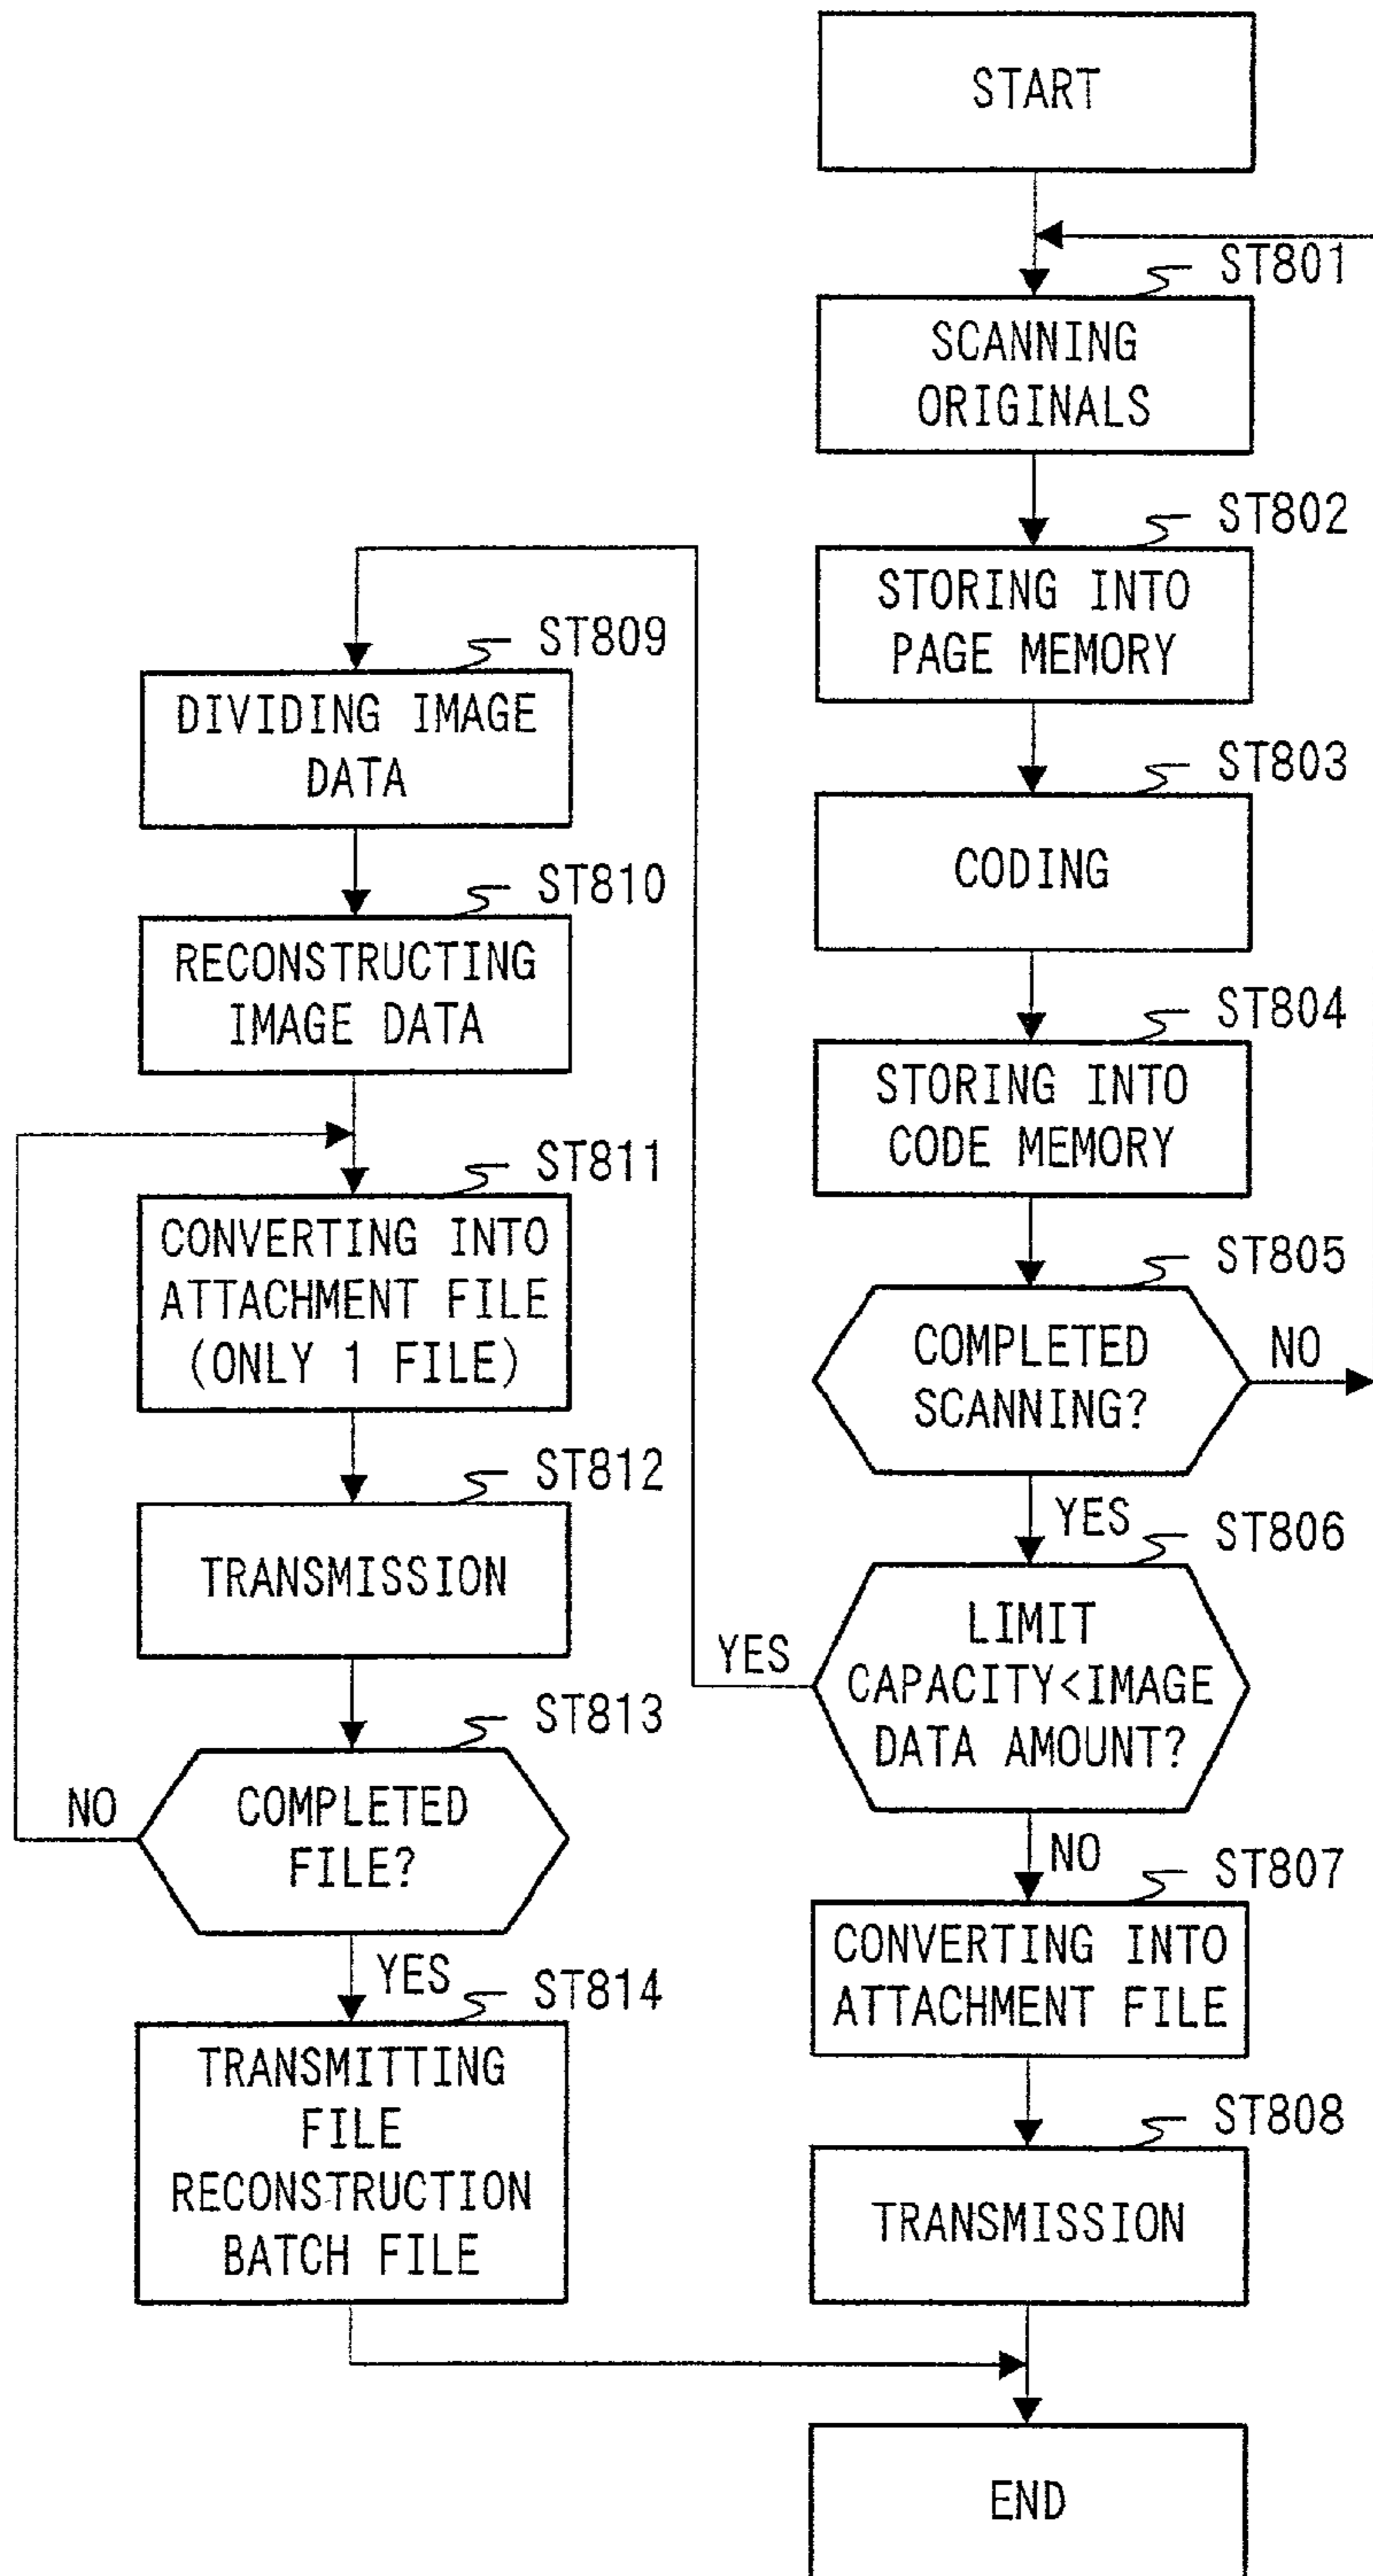 START
ST801
SCANNING
ORIGINALS
ST802
STORING INTO
PAGE MEMORY
ST803
CODING
ST804
STORING INTO
CODE MEMORY
ST805
COMPLETED
SCANNING?
NO
YES
ST806
LIMIT
CAPACITY<IMAGE
DATA AMOUNT?
YES
NO
ST807
CONVERTING INTO
ATTACHMENT FILE
ST808
TRANSMISSION
ST809
DIVIDING IMAGE
DATA
ST810
RECONSTRUCTING
IMAGE DATA
ST811
CONVERTING INTO
ATTACHMENT FILE
(ONLY 1 FILE)
ST812
TRANSMISSION
ST813
COMPLETED
FILE?
NO
YES
ST814
TRANSMITTING
FILE
RECONSTRUCTION
BATCH FILE
END